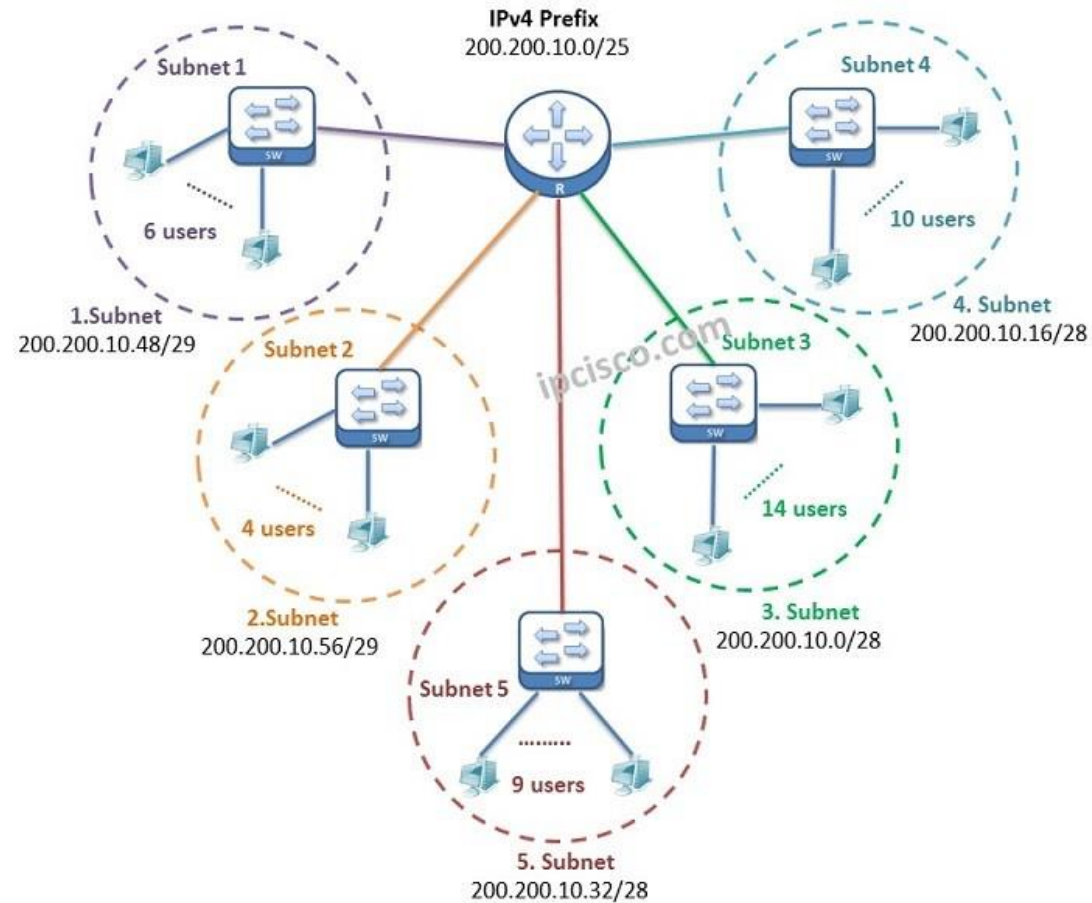 IPv4 Prefix
200.200.10.0/25
Subnet 1
SW
6 users
1.Subnet
200.200.10.48/29
R
Subnet 4
SW
10 users
4. Subnet
200.200.10.16/28
Subnet 2
SW
4 users
2.Subnet
200.200.10.56/29
ipcisco.com
Subnet 3
SW
14 users
3. Subnet
200.200.10.0/28
Subnet 5
SW
9 users
5. Subnet
200.200.10.32/28